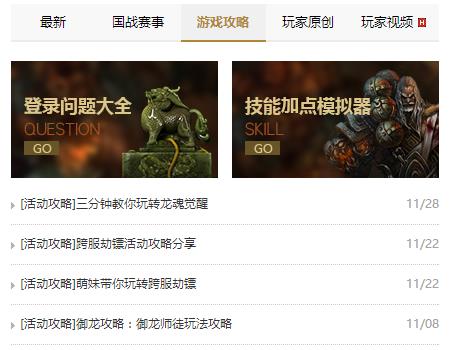 最新 国战赛事 游戏攻略 玩家原创 玩家视频 H
登录问题大全 技能加点模拟器
QUESTION SKILL
GO GO
[活动攻略]三分钟教你玩转龙魂觉醒 11/28
[活动攻略]跨服劫镖活动攻略分享 11/22
[活动攻略]萌妹带你玩转跨服劫镖 11/22
[活动攻略]御龙攻略：御龙师徒玩法攻略 11/08